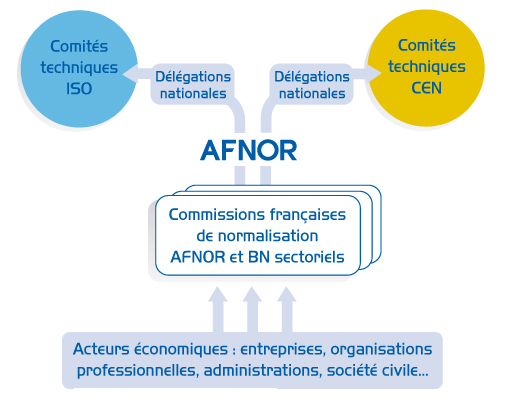 Comités
techniques
ISO
Délégations
nationales
Délégations
nationales
Comités
techniques
CEN
AFNOR
Commissions françaises
de normalisation
AFNOR et BN sectoriels
Acteurs économiques : entreprises, organisations
professionnelles, administrations, société civile...